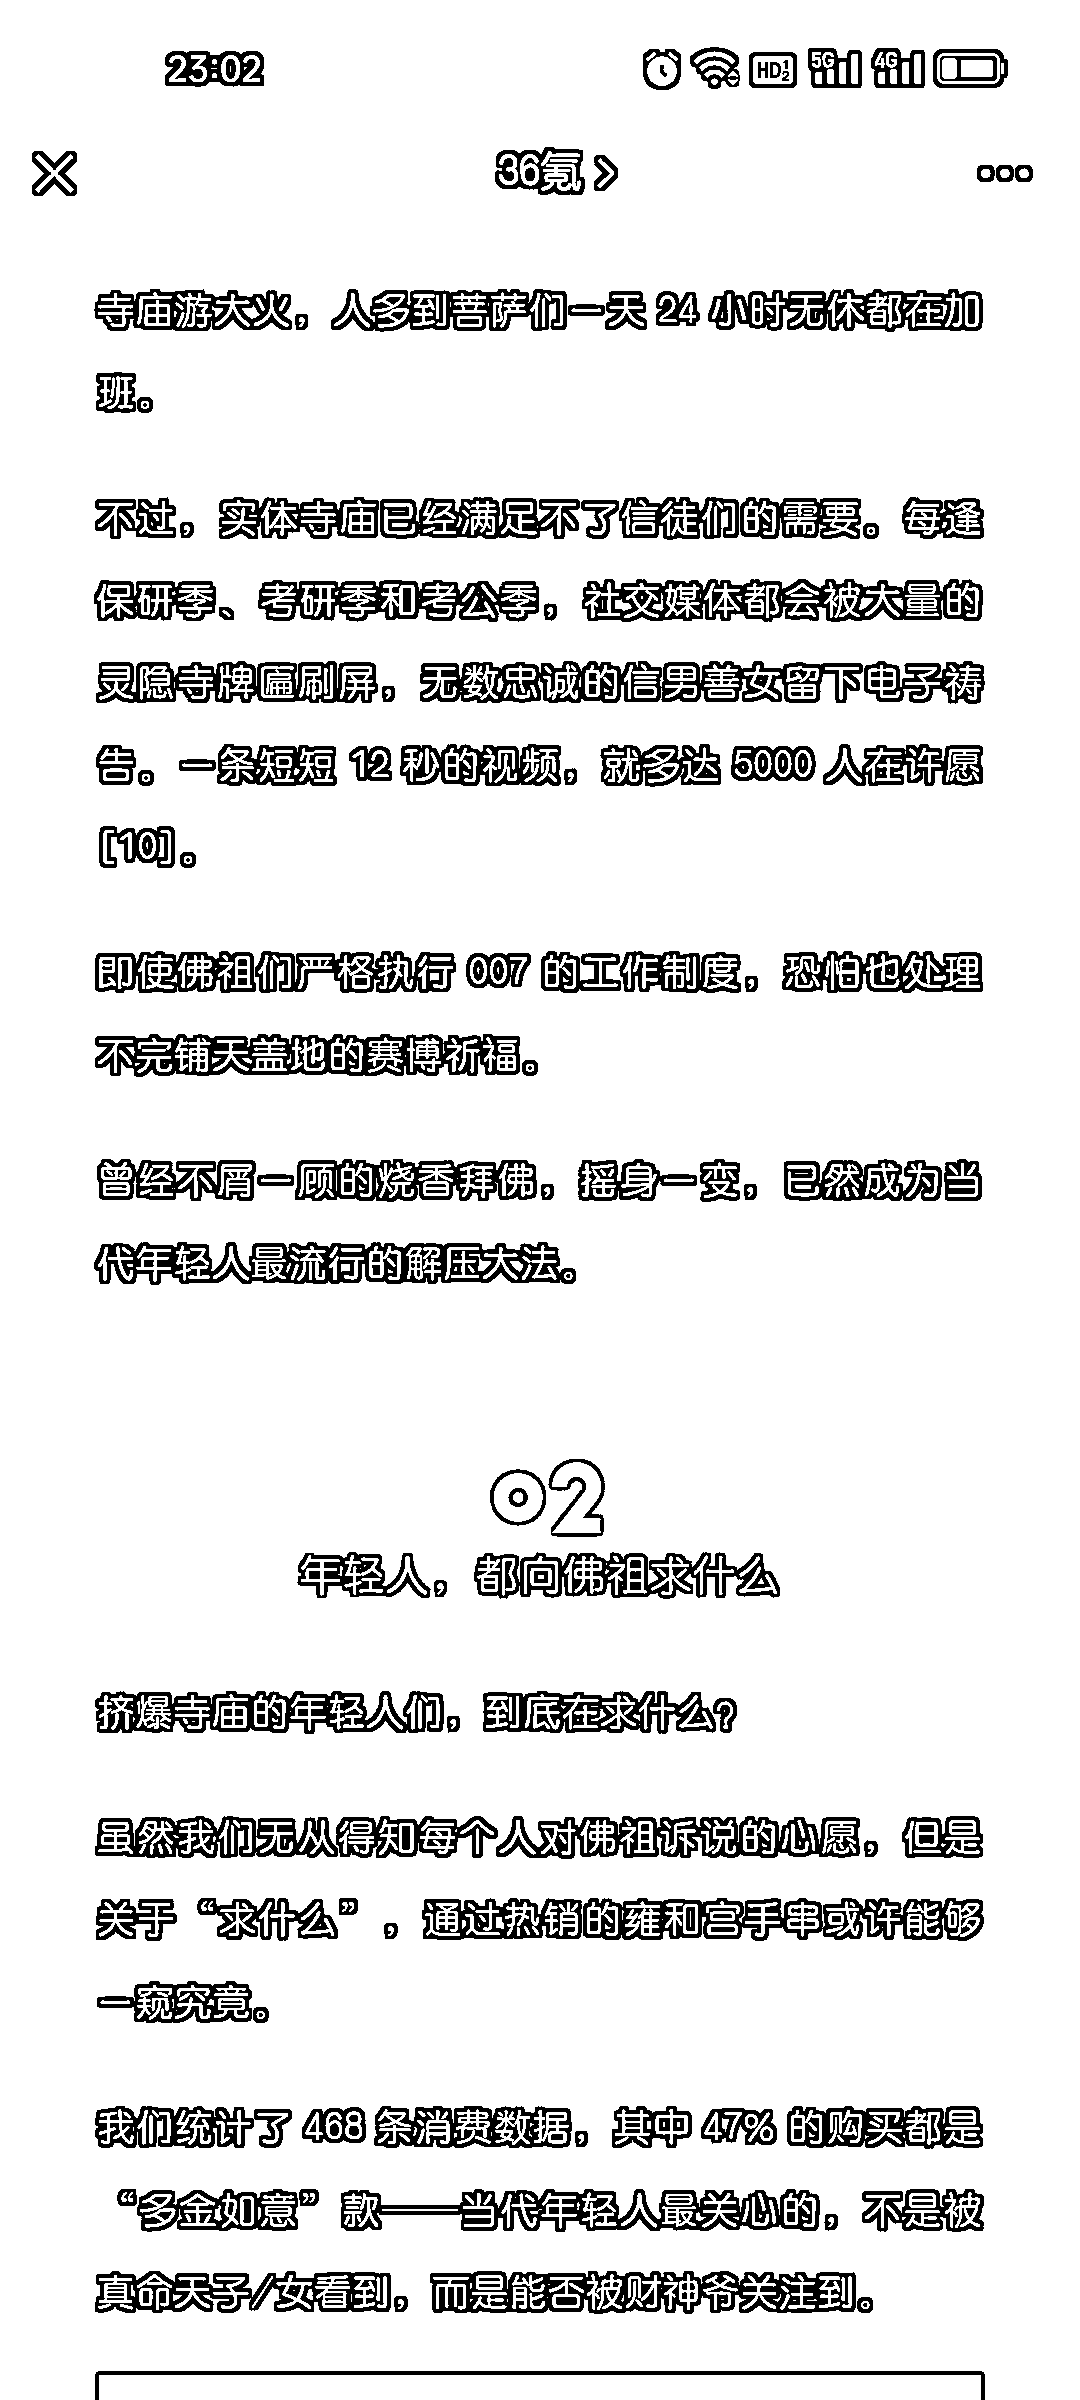 23:02
HD 1 2 5G 4G
36氪
寺庙游大火，人多到菩萨们一天 24 小时无休都在加
班。
不过，实体寺庙已经满足不了信徒们的需要。每逢
保研季、考研季和考公季，社交媒体都会被大量的
灵隐寺牌匾刷屏，无数忠诚的信男善女留下电子祷
告。一条短短 12 秒的视频，就多达 5000 人在许愿
[10]。
即使佛祖们严格执行 007 的工作制度，恐怕也处理
不完铺天盖地的赛博祈福。
曾经不屑一顾的烧香拜佛，摇身一变，已然成为当
代年轻人最流行的解压大法。
02
年轻人，都向佛祖求什么
挤爆寺庙的年轻人们，到底在求什么？
虽然我们无从得知每个人对佛祖诉说的心愿，但是
关于“求什么”，通过热销的雍和宫手串或许能够
一窥究竟。
我们统计了 468 条消费数据，其中 47% 的购买都是
“多金如意”款——当代年轻人最关心的，不是被
真命天子/女看到，而是能否被财神爷关注到。